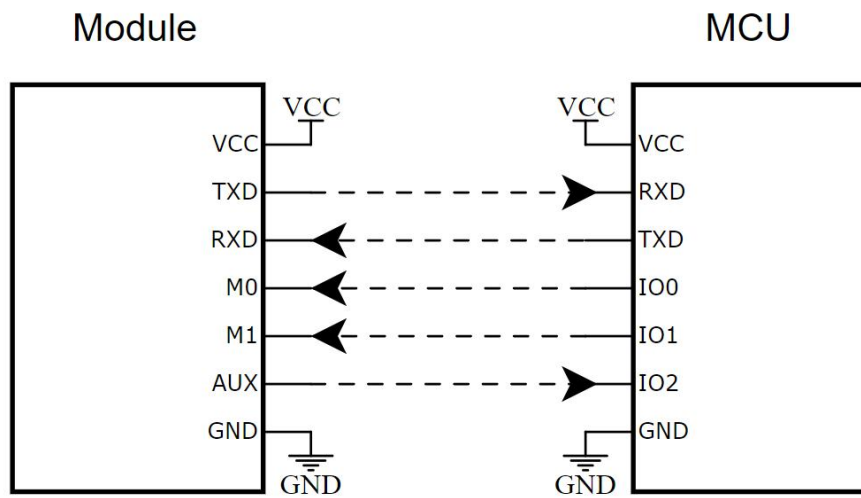 Module MCU
VCC VCC
VCC VCC
TXD RXD
RXD TXD
M0 IO0
M1 IO1
AUX IO2
GND GND
GND GND